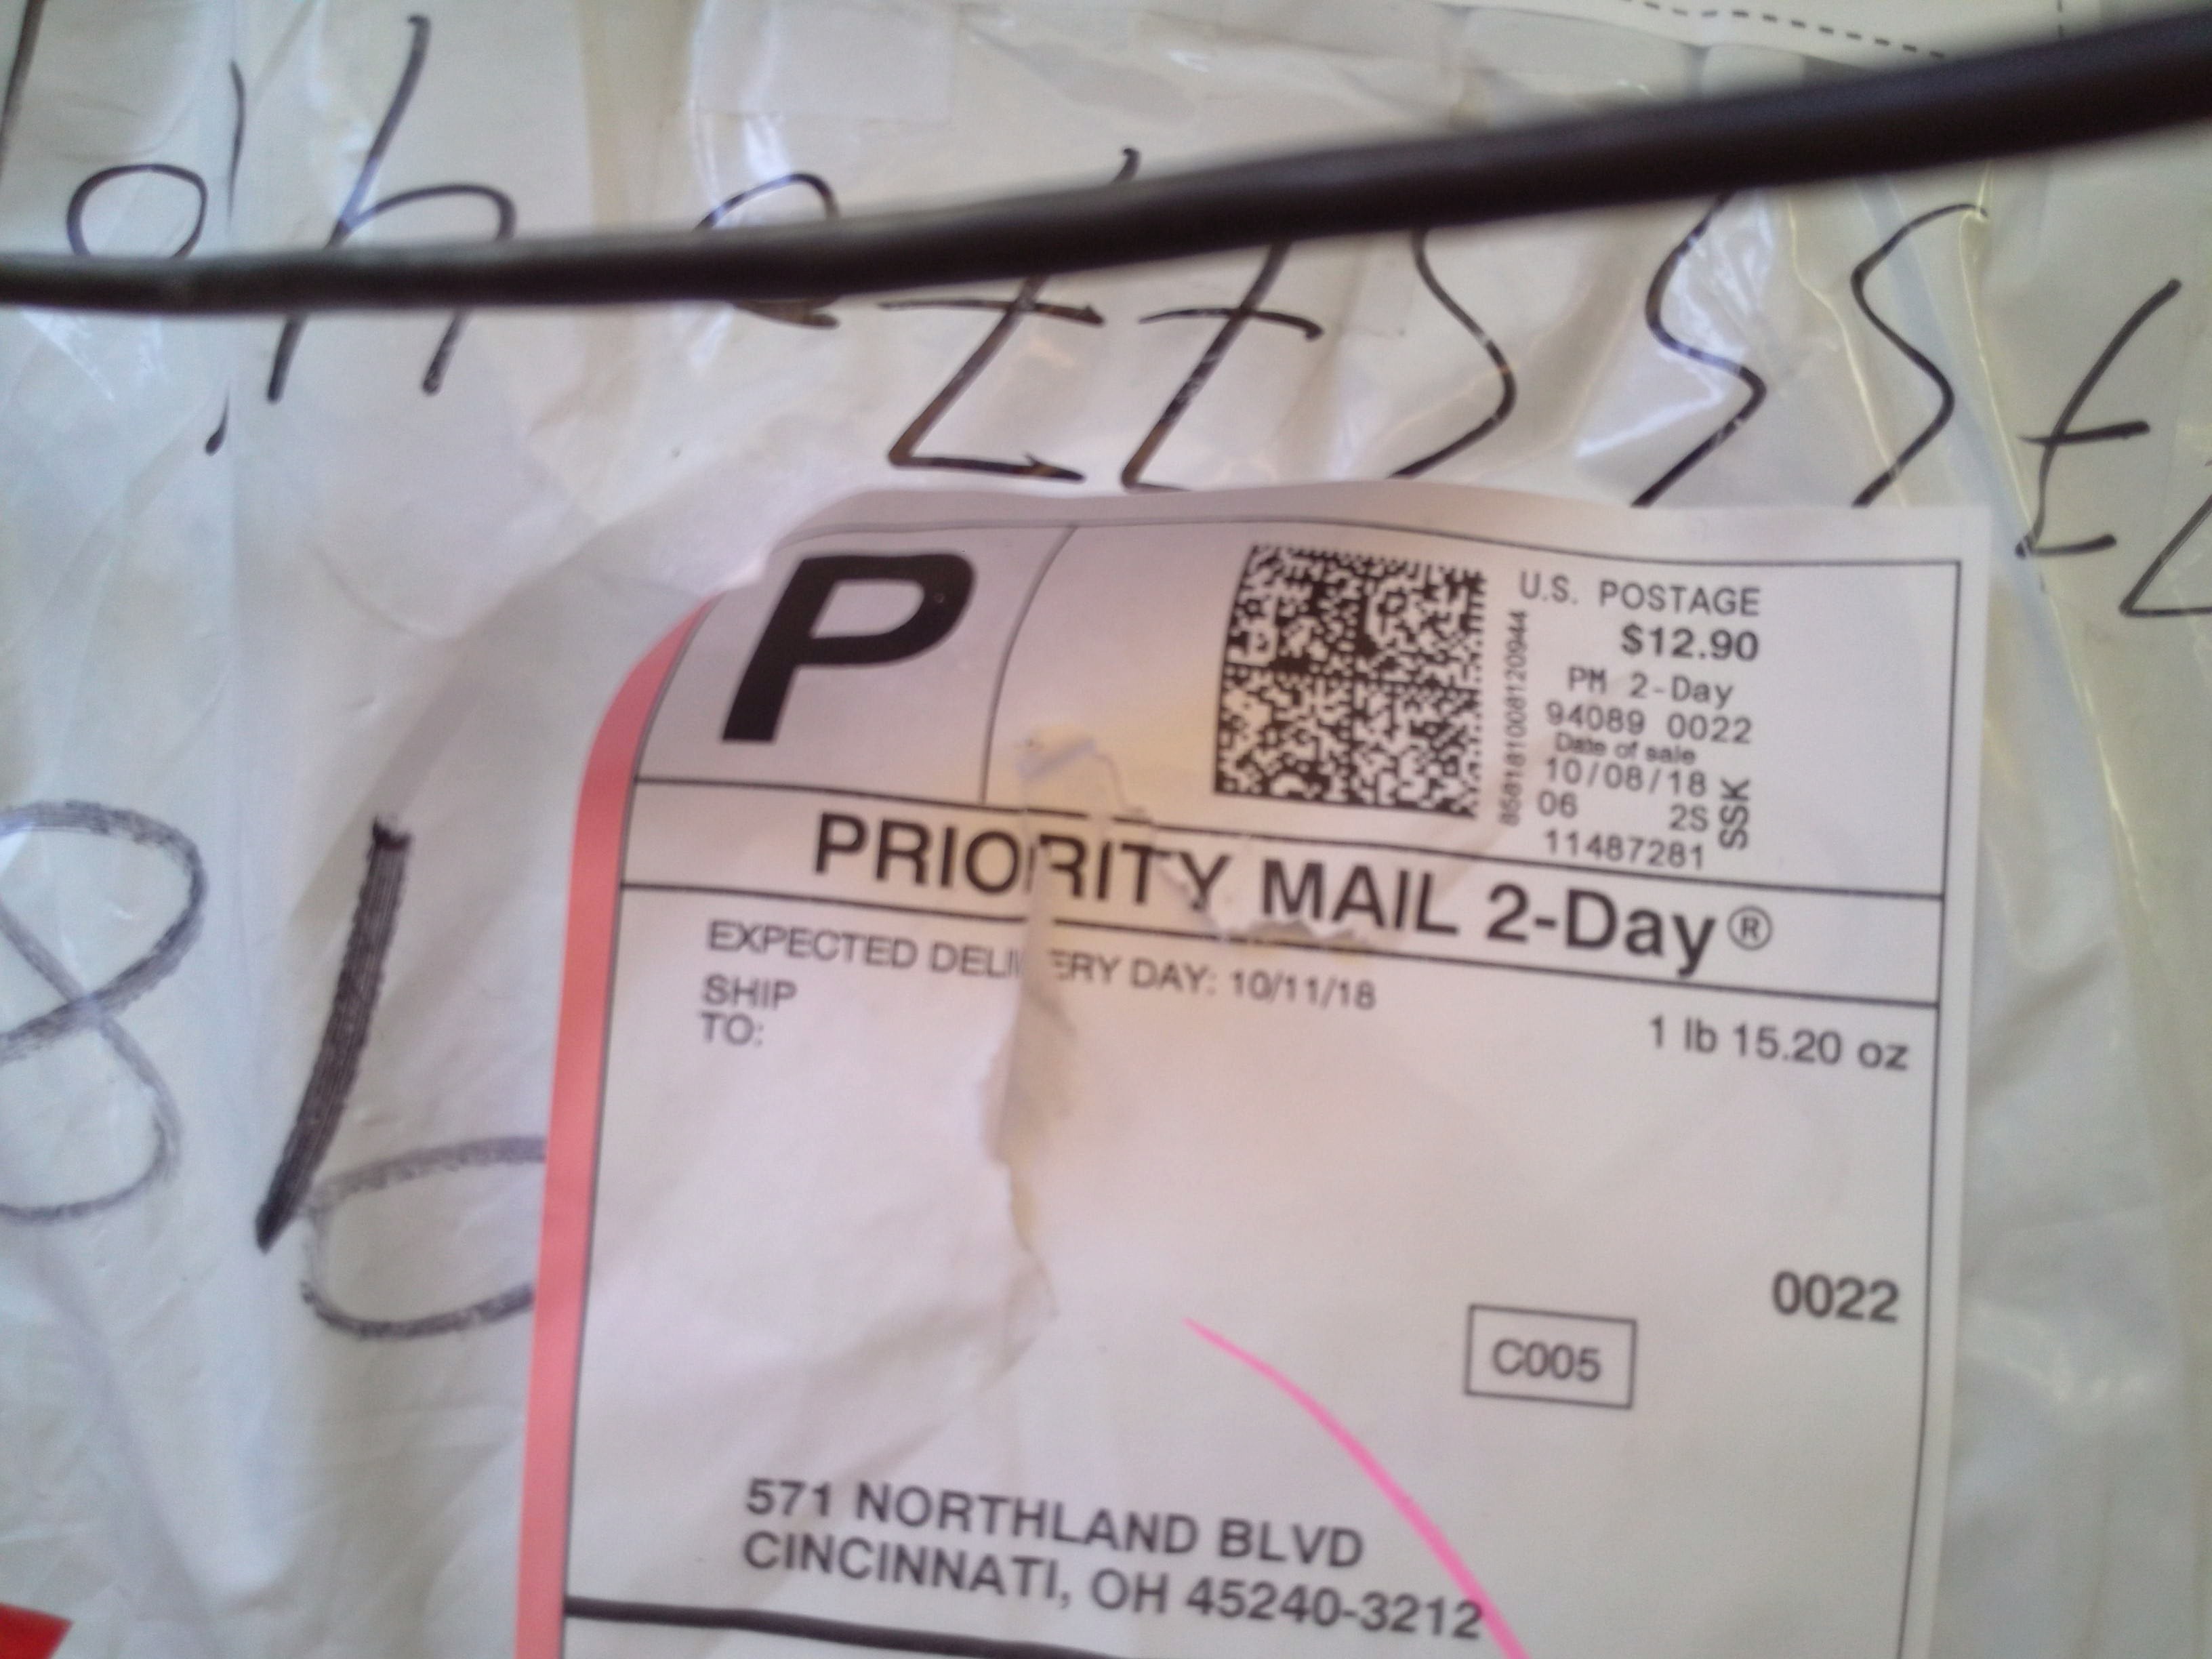 P
U.S. POSTAGE
$12.90
PM 2-Day
94089 0022
Date of sale
10/08/18
06 2S
SSK
11487281
PRIORITY MAIL 2-Day®
EXPECTED DELIVERY DAY: 10/11/18
SHIP
TO:
1 lb 15.20 oz
0022
C005
571 NORTHLAND BLVD
CINCINNATI, OH 45240-3212